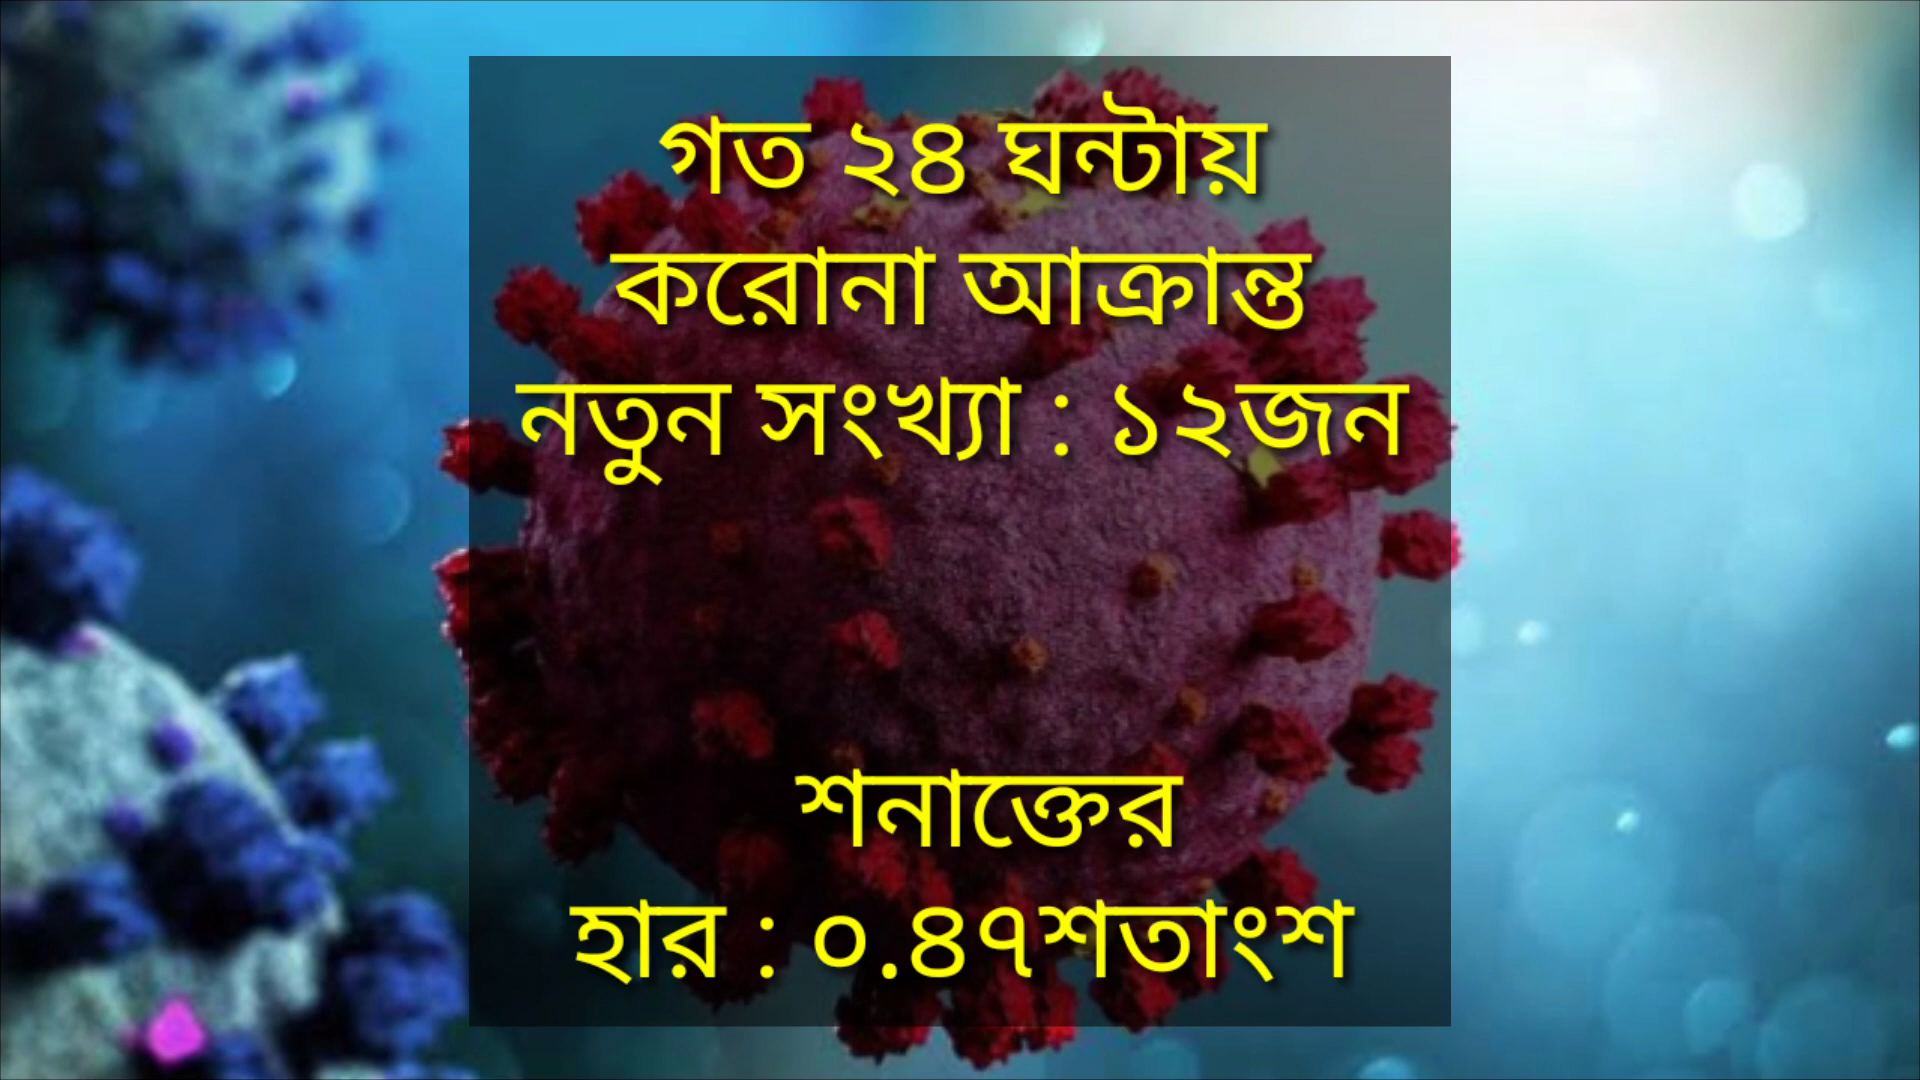 গত ২৪ ঘন্টায়
করোনা আক্রান্ত
নতুন সংখ্যা : ১২জন
শনাক্তের
হার : ০.৪৭শতাংশ